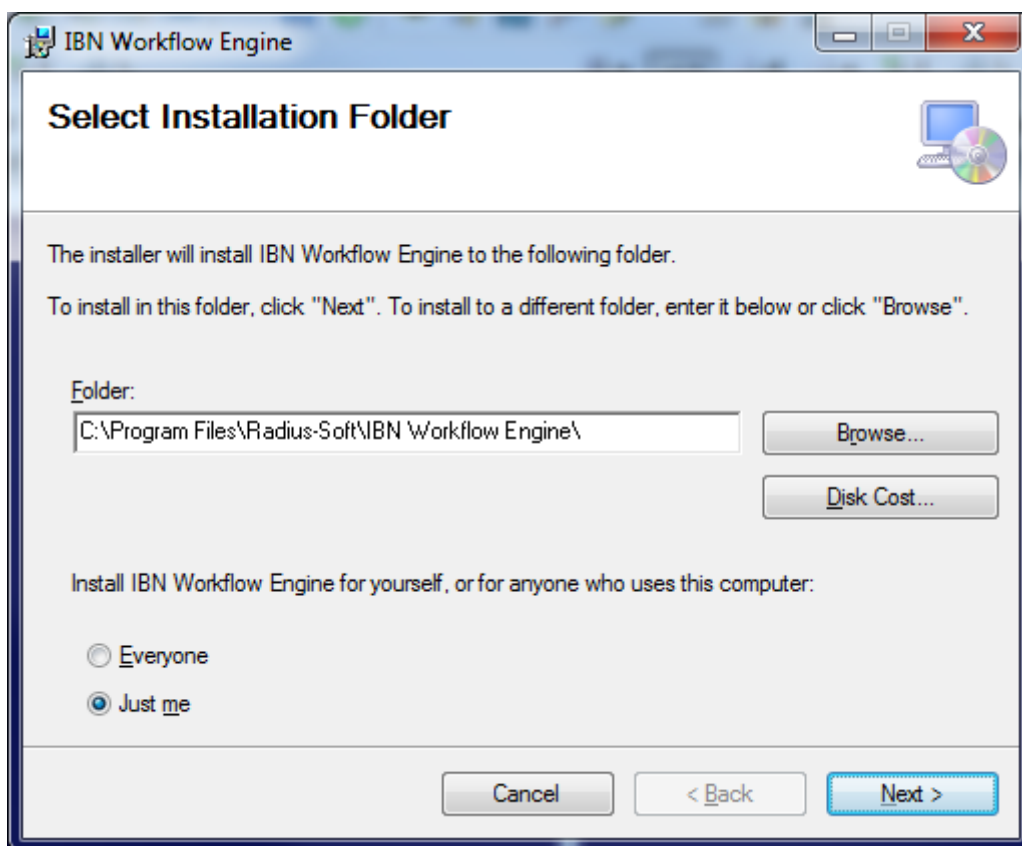 IBN Workflow Engine
Select Installation Folder
The installer will install IBN Workflow Engine to the following folder.
To install in this folder, click "Next". To install to a different folder, enter it below or click "Browse".
Folder:
C:\Program Files\Radius-Soft\IBN Workflow Engine\
Browse...
Disk Cost...
Install IBN Workflow Engine for yourself, or for anyone who uses this computer:
Everyone
Just me
Cancel
< Back
Next >